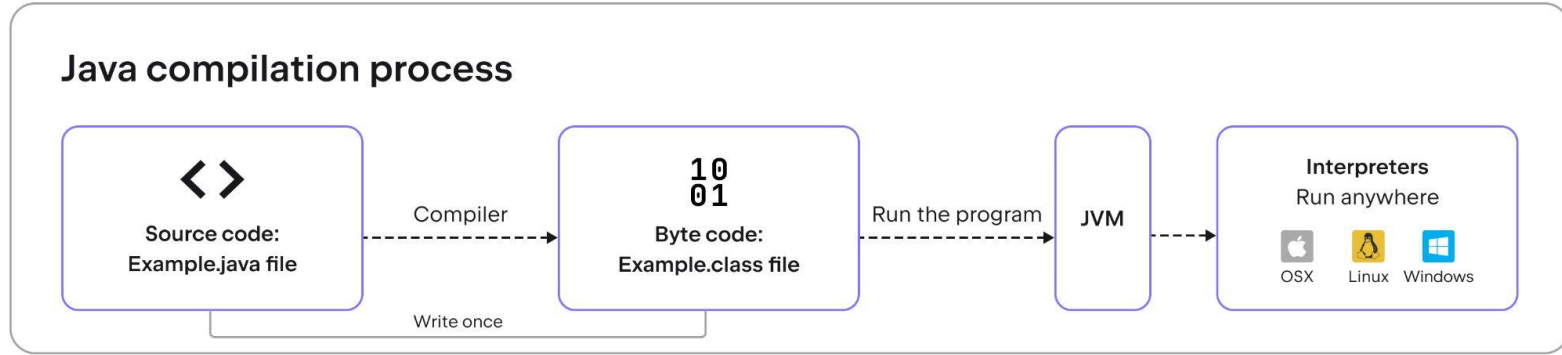 Java compilation process
10
01
Source code:
Example.java file
Compiler
Byte code:
Example.class file
Run the program
JVM
Interpreters
Run anywhere
OSX
Linux
Windows
Write once